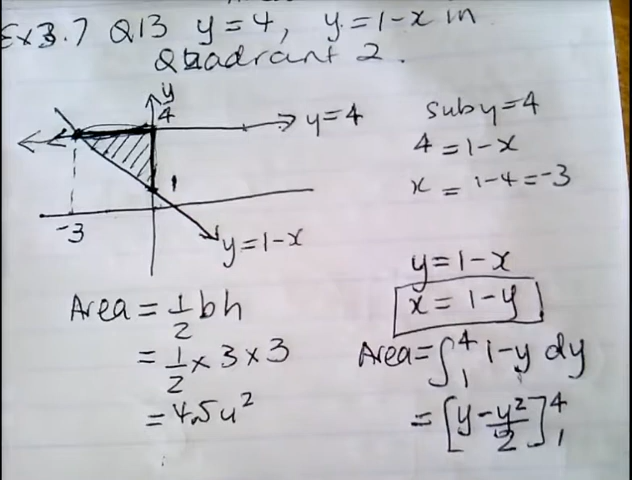 Ex 3.7 Q13 y=4, y=1-x in
Quadrant 2.
y
4
y=4
1
-3
y=1-x
sub y=4
4=1-x
x = 1-4=-3
Area = 1/2 bh
= 1/2 × 3 × 3
= 4.5u²
y=1-x
x = 1-y
Area=∫₁⁴ 1-y dy
= [y-y²/2]₁⁴